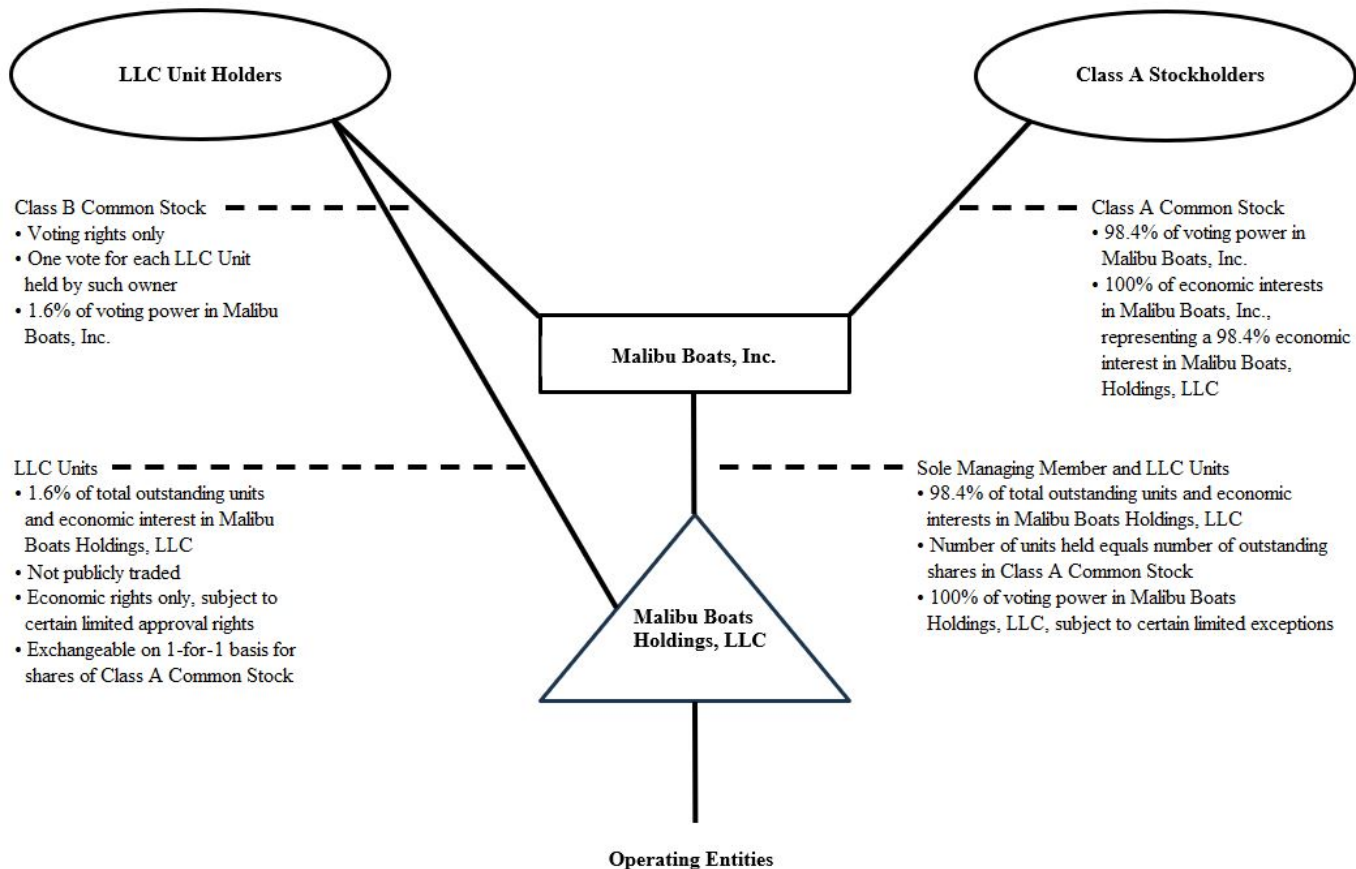 LLC Unit Holders
Class A Stockholders
Class B Common Stock
• Voting rights only
• One vote for each LLC Unit
held by such owner
• 1.6% of voting power in Malibu
Boats, Inc.
Class A Common Stock
• 98.4% of voting power in
Malibu Boats, Inc.
• 100% of economic interests
in Malibu Boats, Inc.,
representing a 98.4% economic
interest in Malibu Boats,
Holdings, LLC
Malibu Boats, Inc.
LLC Units
• 1.6% of total outstanding units
and economic interest in Malibu
Boats Holdings, LLC
• Not publicly traded
• Economic rights only, subject to
certain limited approval rights
• Exchangeable on 1-for-1 basis for
shares of Class A Common Stock
Sole Managing Member and LLC Units
• 98.4% of total outstanding units and economic
interests in Malibu Boats Holdings, LLC
• Number of units held equals number of outstanding
shares in Class A Common Stock
• 100% of voting power in Malibu Boats
Holdings, LLC, subject to certain limited exceptions
Malibu Boats
Holdings, LLC
Operating Entities